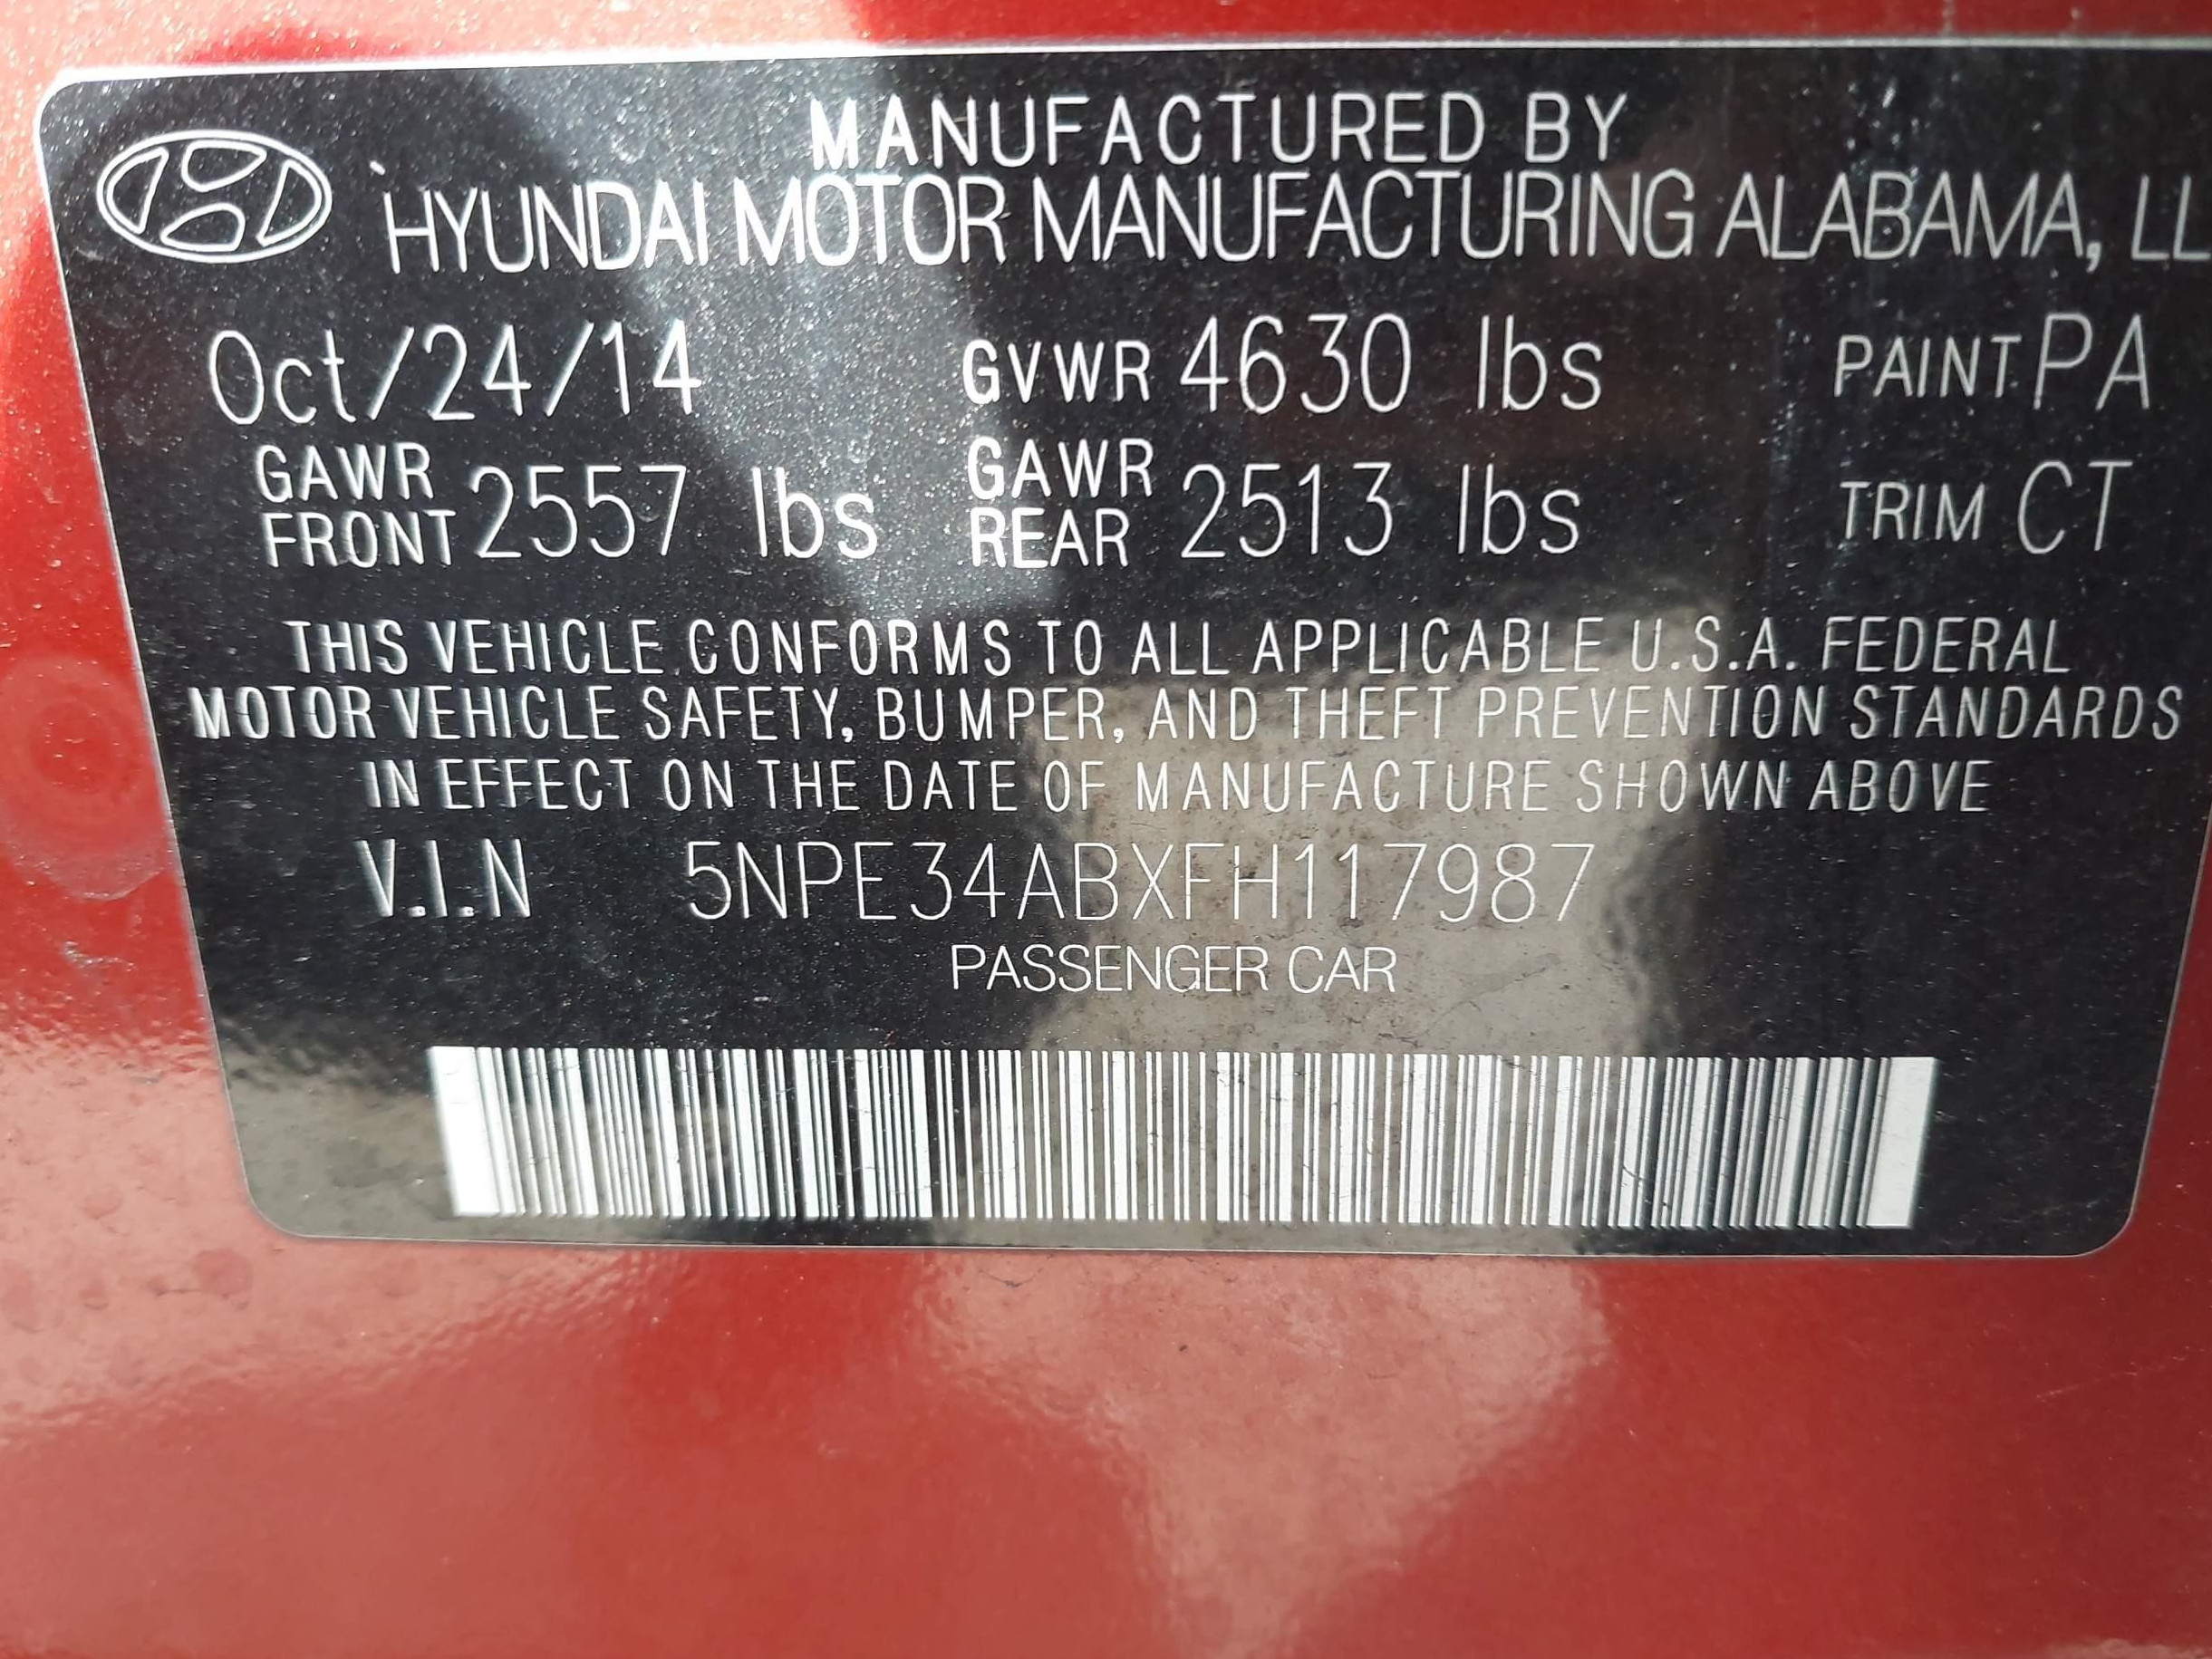 MANUFACTURED BY
HYUNDAI MOTOR MANUFACTURING ALABAMA, LL
Oct/24/14 GVWR 4630 lbs PAINT PA
GAWR FRONT 2557 lbs GAWR REAR 2513 lbs TRIM CT
THIS VEHICLE CONFORMS TO ALL APPLICABLE U.S.A. FEDERAL
MOTOR VEHICLE SAFETY, BUMPER, AND THEFT PREVENTION STANDARDS
IN EFFECT ON THE DATE OF MANUFACTURE SHOWN ABOVE
V.I.N 5NPE34ABXFH117987
PASSENGER CAR